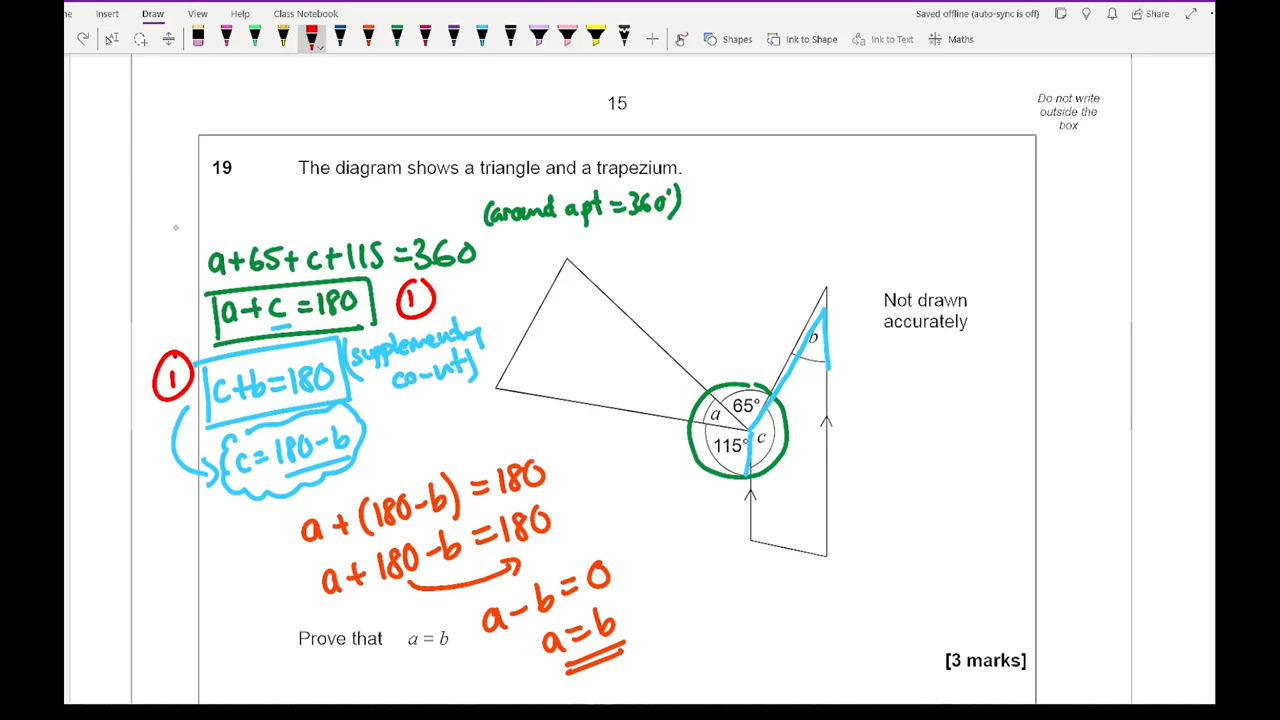 Insert Draw View Help Class Notebook Saved offline (auto-sync is off) Share
Shapes Ink to Shape Ink to Text Maths
15
Do not write
outside the
box
19 The diagram shows a triangle and a trapezium.
(around a pt = 360°)
a + 65 + c + 115 = 360
a + c = 180 1
Not drawn
accurately
1 c + b = 180 (supplementary
co-int)
c = 180 - b
b
a 65°
115° c
a + (180 - b) = 180
a + 180 - b = 180
a - b = 0
a = b
Prove that a = b
[3 marks]